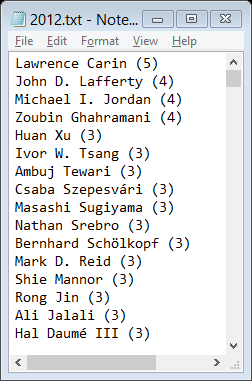 2012.txt - Note...
File Edit Format View Help
Lawrence Carin (5)
John D. Lafferty (4)
Michael I. Jordan (4)
Zoubin Ghahramani (4)
Huan Xu (3)
Ivor W. Tsang (3)
Ambuj Tewari (3)
Csaba Szepesvári (3)
Masashi Sugiyama (3)
Nathan Srebro (3)
Bernhard Schölkopf (3)
Mark D. Reid (3)
Shie Mannor (3)
Rong Jin (3)
Ali Jalali (3)
Hal Daumé III (3)